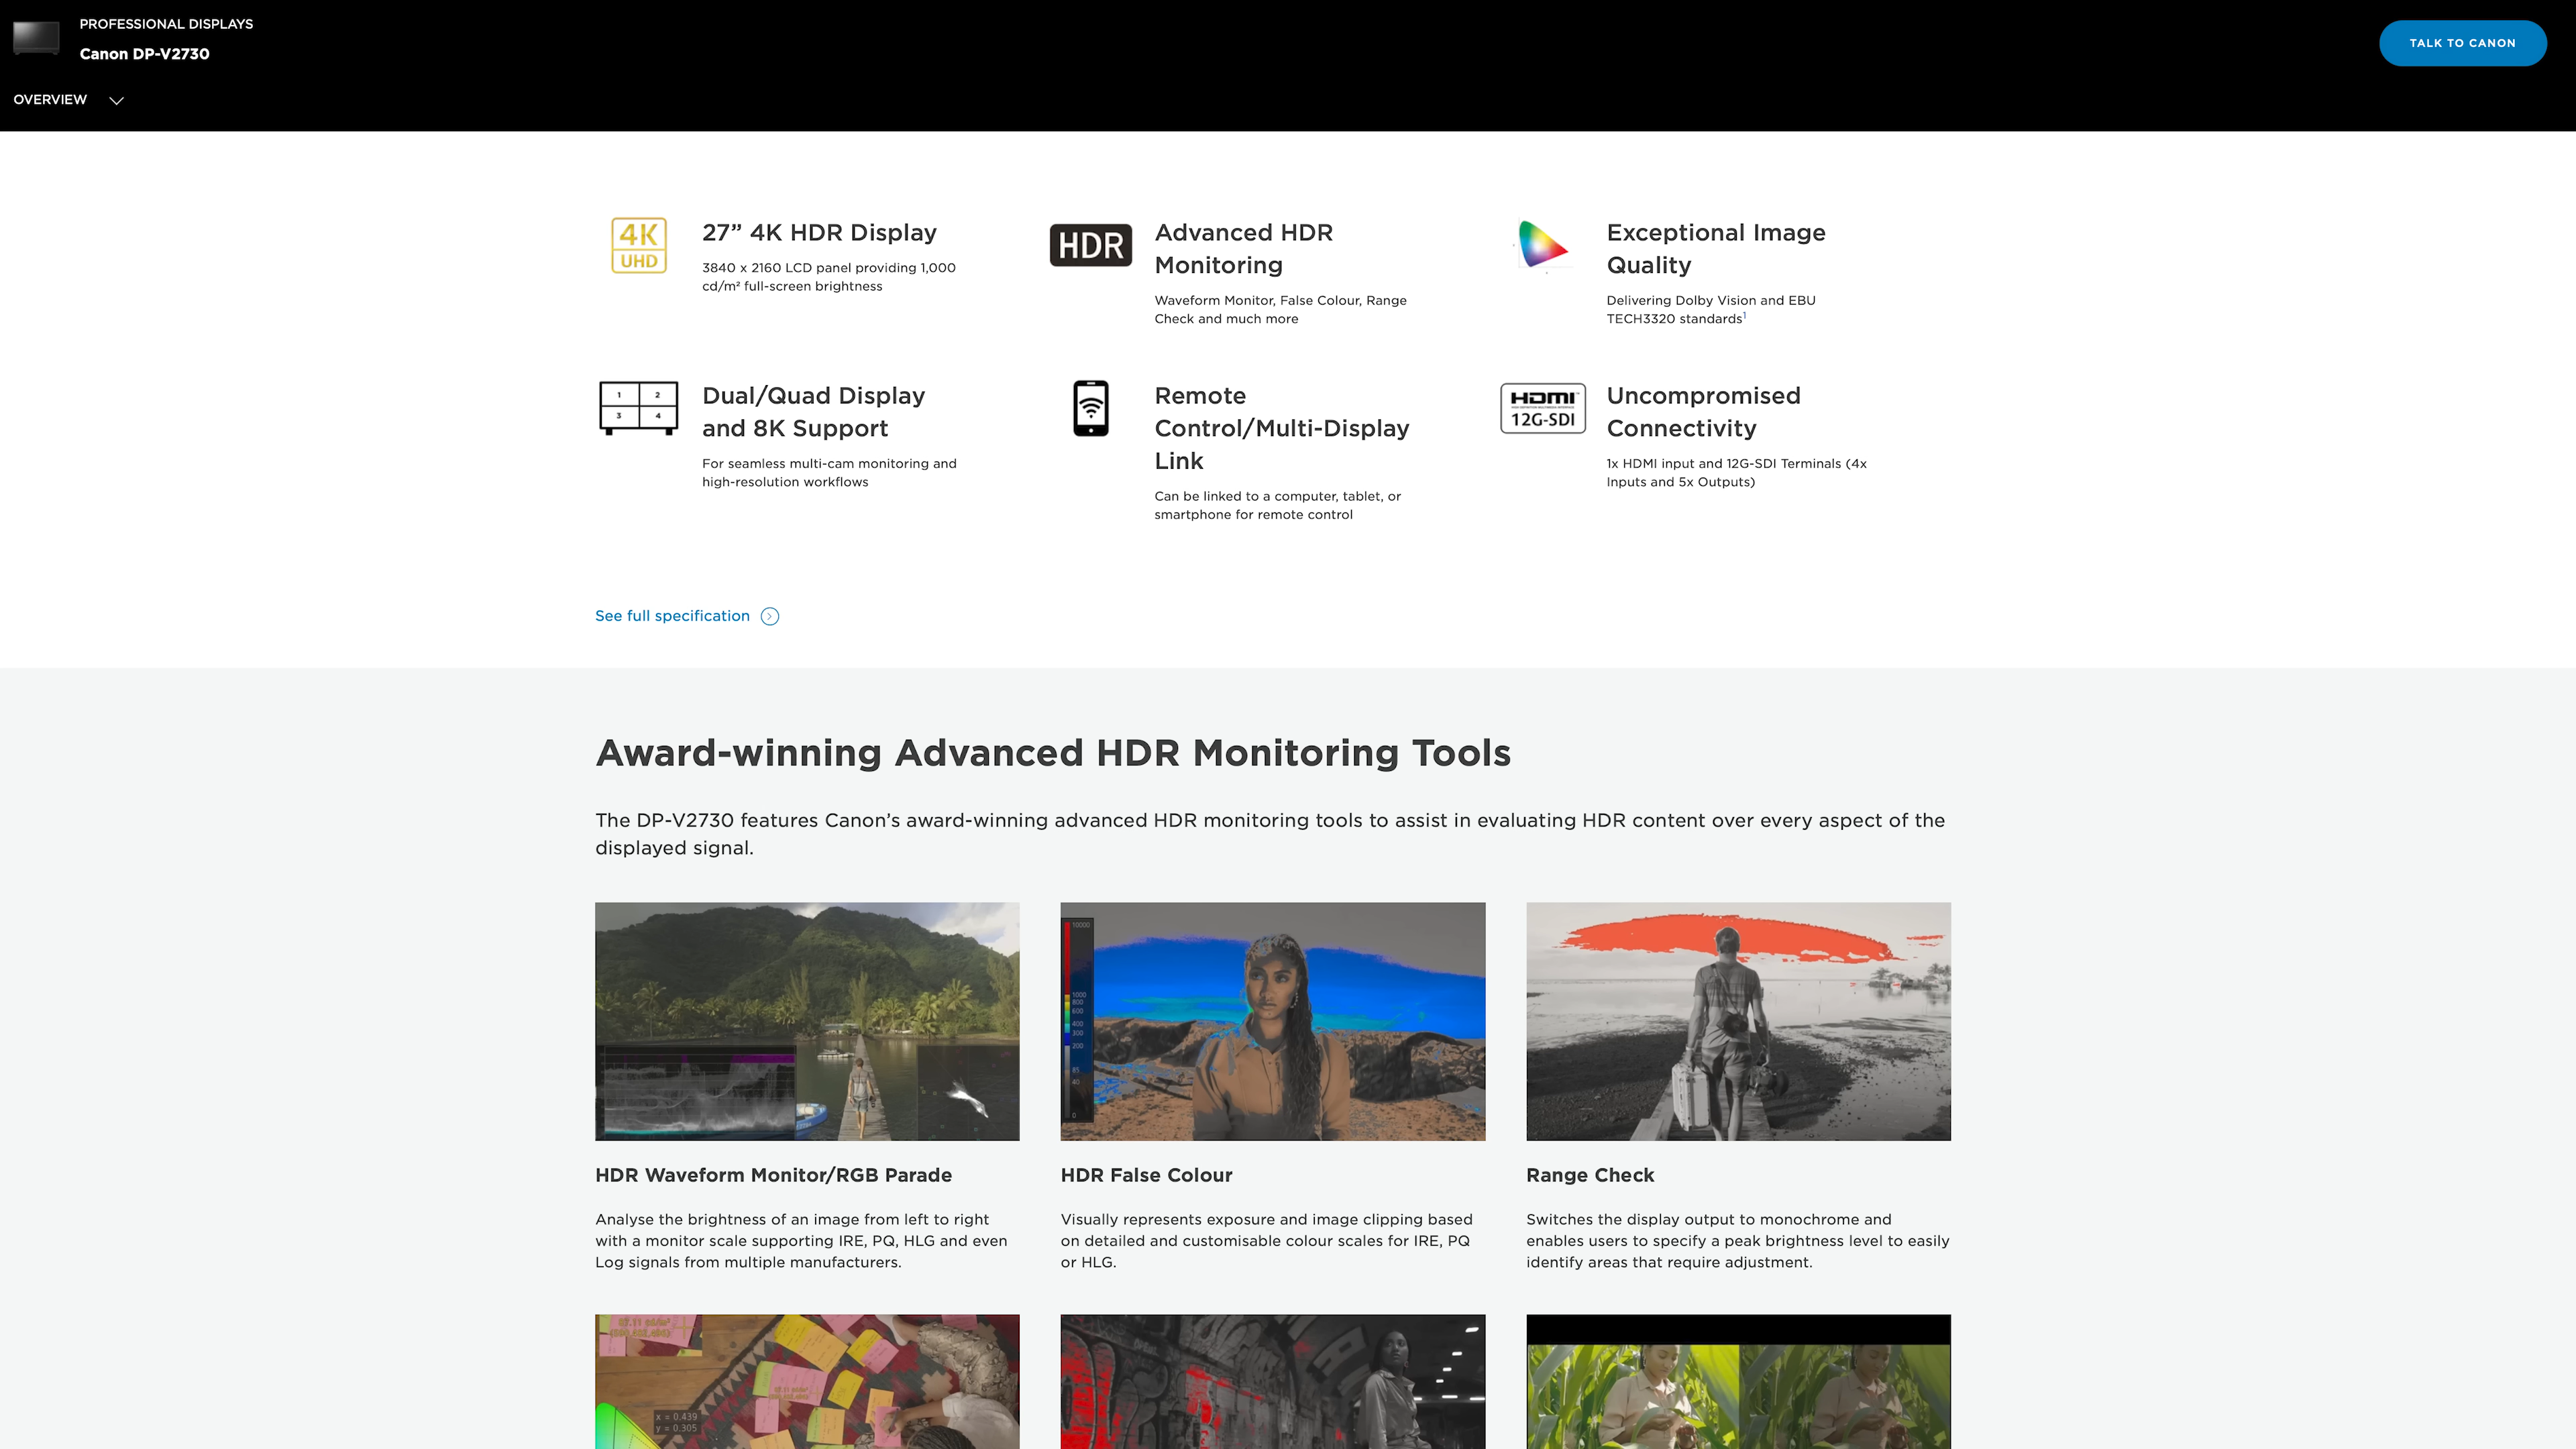 PROFESSIONAL DISPLAYS
Canon DP-V2730
TALK TO CANON
OVERVIEW
4K
UHD
27” 4K HDR Display
3840 x 2160 LCD panel providing 1,000
cd/m² full-screen brightness
HDR
Advanced HDR
Monitoring
Waveform Monitor, False Colour, Range
Check and much more
Exceptional Image
Quality
Delivering Dolby Vision and EBU
TECH3320 standards¹
1 2
3 4
Dual/Quad Display
and 8K Support
For seamless multi-cam monitoring and
high-resolution workflows
Remote
Control/Multi-Display
Link
Can be linked to a computer, tablet, or
smartphone for remote control
HDMI
12G-SDI
Uncompromised
Connectivity
1x HDMI input and 12G-SDI Terminals (4x
Inputs and 5x Outputs)
See full specification
Award-winning Advanced HDR Monitoring Tools
The DP-V2730 features Canon’s award-winning advanced HDR monitoring tools to assist in evaluating HDR content over every aspect of the
displayed signal.
10000
1000
800
600
400
300
200
85
40
0
HDR Waveform Monitor/RGB Parade
Analyse the brightness of an image from left to right
with a monitor scale supporting IRE, PQ, HLG and even
Log signals from multiple manufacturers.
HDR False Colour
Visually represents exposure and image clipping based
on detailed and customisable colour scales for IRE, PQ
or HLG.
Range Check
Switches the display output to monochrome and
enables users to specify a peak brightness level to easily
identify areas that require adjustment.
x = 0.439
y = 0.305